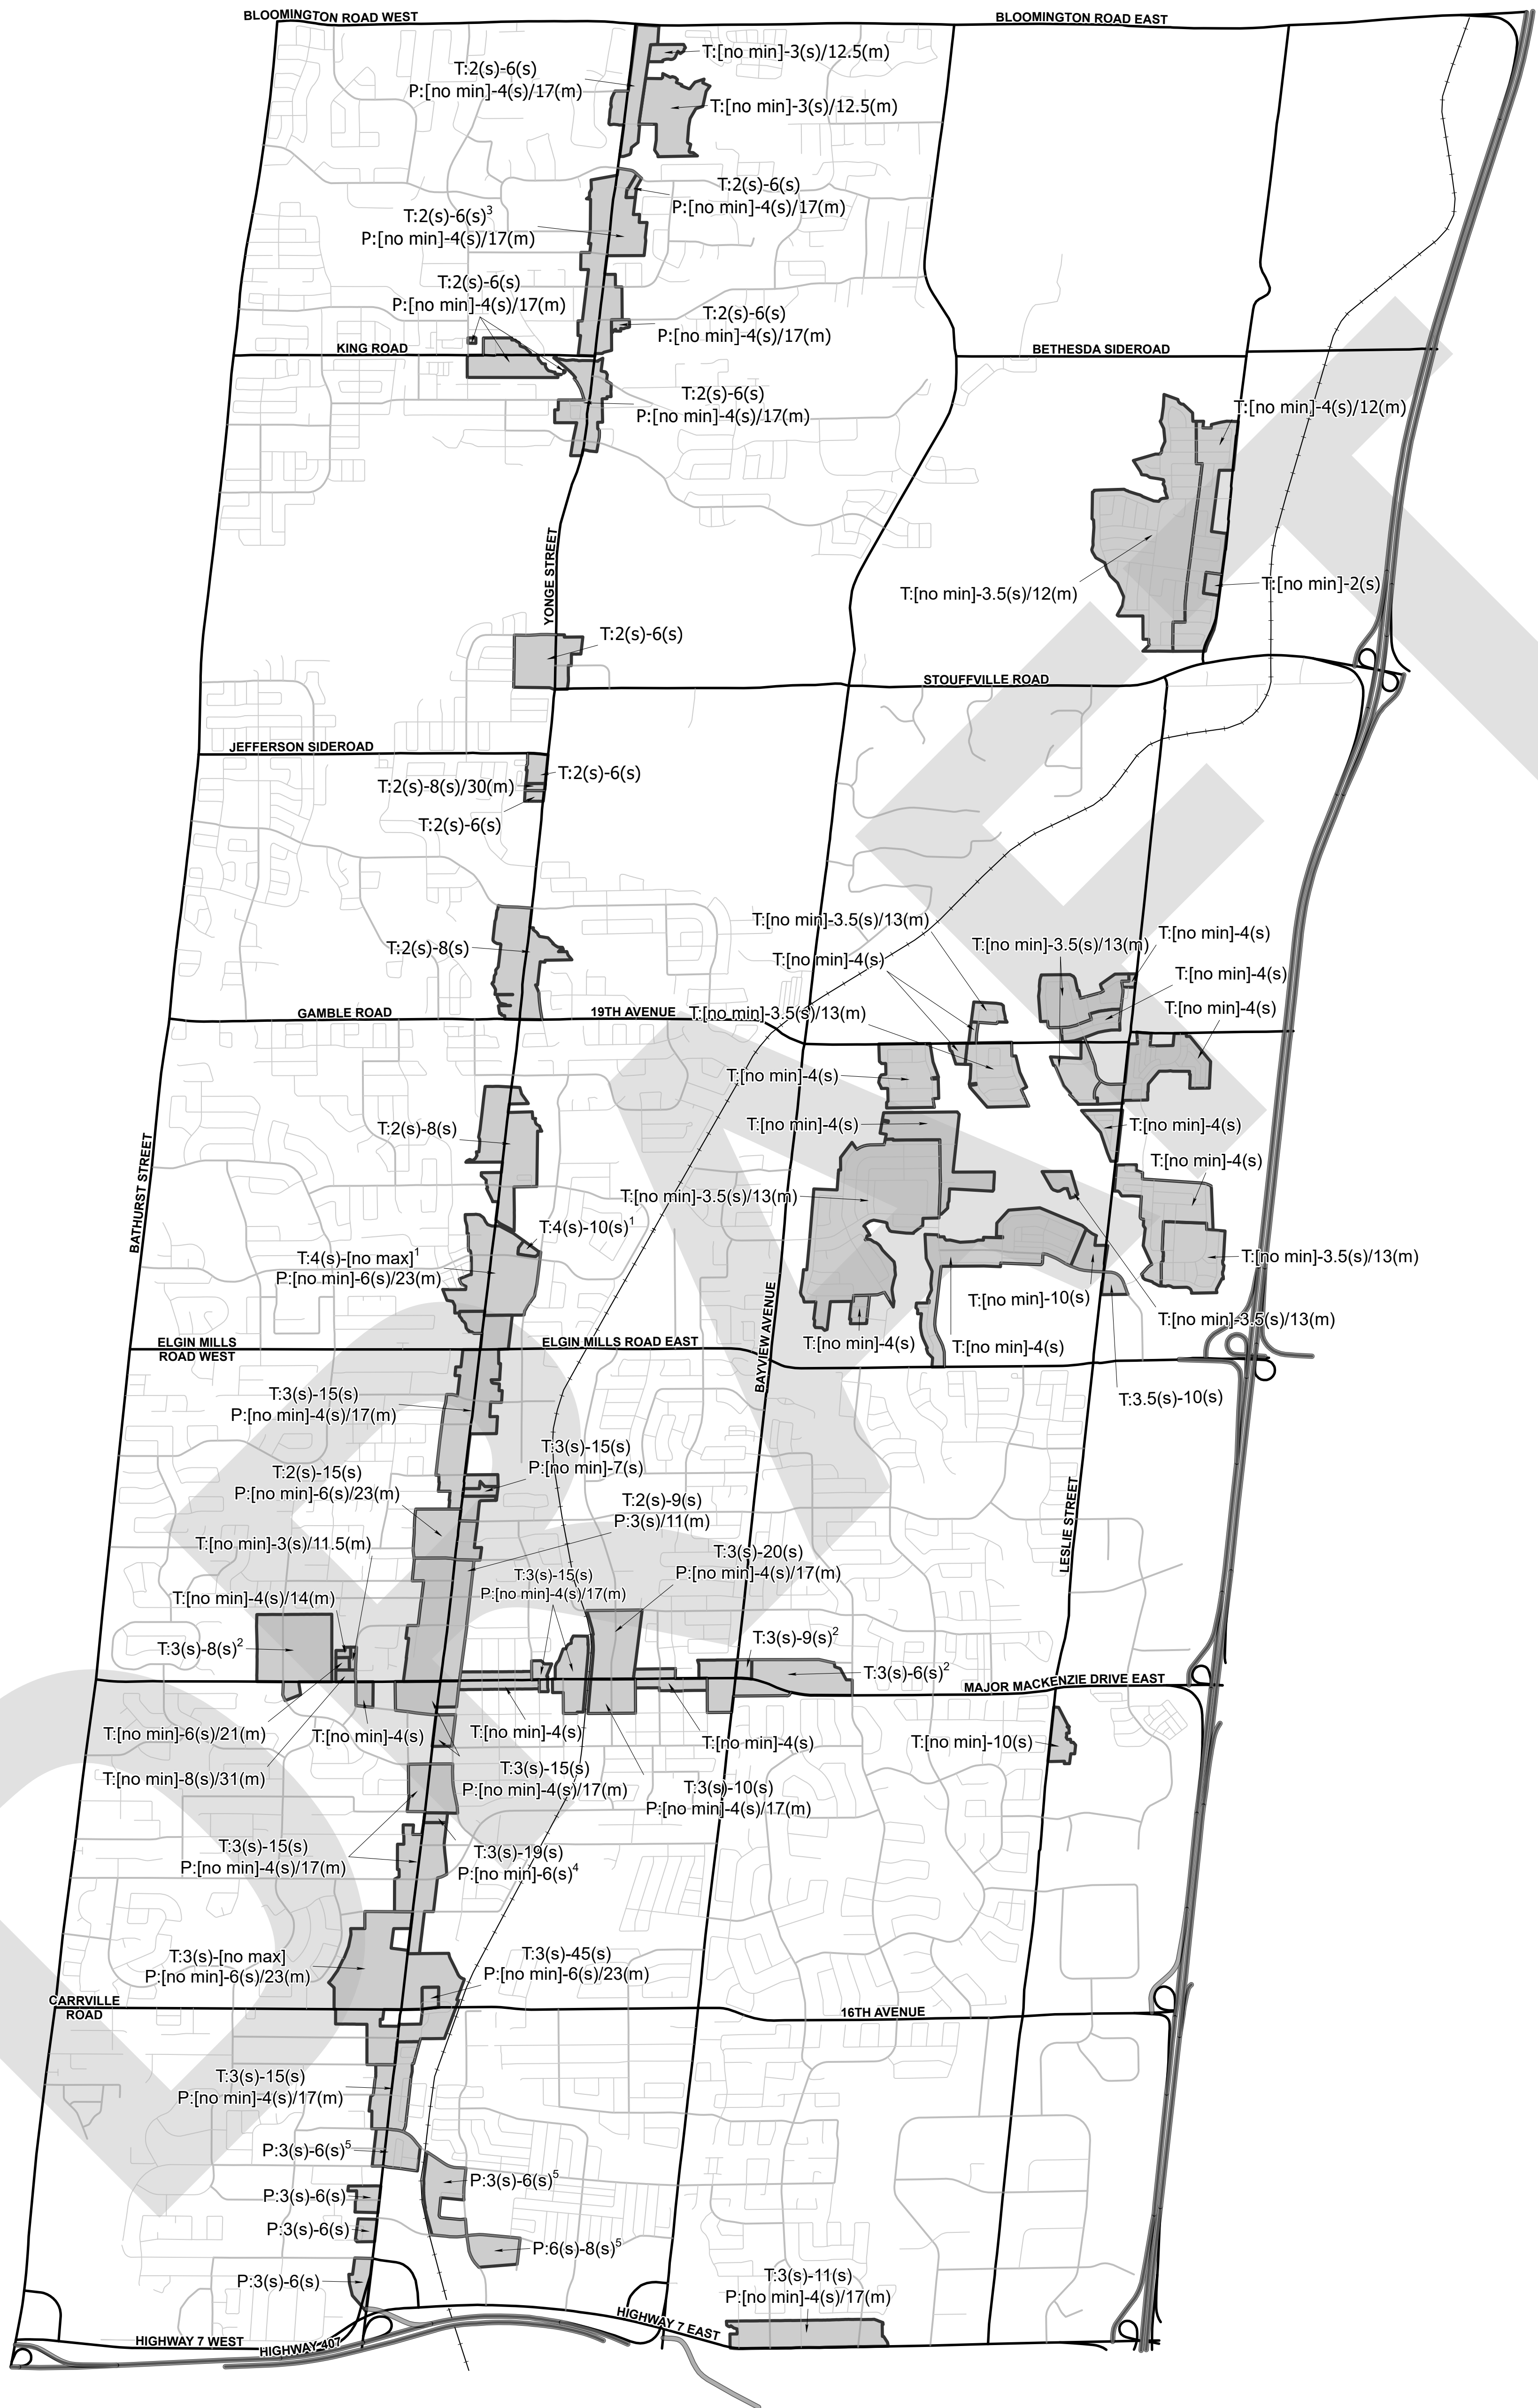 BLOOMINGTON ROAD WEST
BLOOMINGTON ROAD EAST
T:[no min]-3(s)/12.5(m)
T:2(s)-6(s)
P:[no min]-4(s)/17(m)
T:[no min]-3(s)/12.5(m)
T:2(s)-6(s)
P:[no min]-4(s)/17(m)
T:2(s)-6(s)³
P:[no min]-4(s)/17(m)
T:2(s)-6(s)
P:[no min]-4(s)/17(m)
T:2(s)-6(s)
P:[no min]-4(s)/17(m)
KING ROAD
BETHESDA SIDEROAD
T:2(s)-6(s)
P:[no min]-4(s)/17(m)
T:[no min]-4(s)/12(m)
YONGE STREET
T:[no min]-3.5(s)/12(m)
T:[no min]-2(s)
T:2(s)-6(s)
STOUFFVILLE ROAD
JEFFERSON SIDEROAD
T:2(s)-6(s)
T:2(s)-8(s)/30(m)
T:2(s)-6(s)
T:[no min]-3.5(s)/13(m)
T:[no min]-4(s)
T:[no min]-3.5(s)/13(m)
T:2(s)-8(s)
T:[no min]-4(s)
T:[no min]-4(s)
T:[no min]-4(s)
GAMBLE ROAD
19TH AVENUE
T:[no min]-3.5(s)/13(m)
T:[no min]-4(s)
T:2(s)-8(s)
T:[no min]-4(s)
T:[no min]-4(s)
BATHURST STREET
T:[no min]-4(s)
T:[no min]-3.5(s)/13(m)
T:4(s)-10(s)¹
T:4(s)-[no max]¹
P:[no min]-6(s)/23(m)
T:[no min]-3.5(s)/13(m)
T:[no min]-10(s)
T:[no min]-3.5(s)/13(m)
BAYVIEW AVENUE
ELGIN MILLS
ROAD WEST
ELGIN MILLS ROAD EAST
T:[no min]-4(s)
T:[no min]-4(s)
T:3.5(s)-10(s)
T:3(s)-15(s)
P:[no min]-4(s)/17(m)
T:3(s)-15(s)
P:[no min]-7(s)
T:2(s)-15(s)
P:[no min]-6(s)/23(m)
T:2(s)-9(s)
P:3(s)/11(m)
LESLIE STREET
T:[no min]-3(s)/11.5(m)
T:3(s)-20(s)
P:[no min]-4(s)/17(m)
T:3(s)-15(s)
P:[no min]-4(s)/17(m)
T:[no min]-4(s)/14(m)
T:3(s)-8(s)²
T:3(s)-9(s)²
T:3(s)-6(s)²
MAJOR MACKENZIE DRIVE EAST
T:[no min]-6(s)/21(m)
T:[no min]-4(s)
T:[no min]-4(s)
T:[no min]-4(s)
T:[no min]-10(s)
T:[no min]-8(s)/31(m)
T:3(s)-15(s)
P:[no min]-4(s)/17(m)
T:3(s)-10(s)
P:[no min]-4(s)/17(m)
T:3(s)-15(s)
P:[no min]-4(s)/17(m)
T:3(s)-19(s)
P:[no min]-6(s)⁴
T:3(s)-[no max]
P:[no min]-6(s)/23(m)
T:3(s)-45(s)
P:[no min]-6(s)/23(m)
CARRVILLE
ROAD
16TH AVENUE
T:3(s)-15(s)
P:[no min]-4(s)/17(m)
P:3(s)-6(s)⁵
P:3(s)-6(s)⁵
P:3(s)-6(s)
P:3(s)-6(s)
P:6(s)-8(s)⁵
P:3(s)-6(s)
T:3(s)-11(s)
P:[no min]-4(s)/17(m)
HIGHWAY 7 WEST
HIGHWAY 407
HIGHWAY 7 EAST
DRAFT